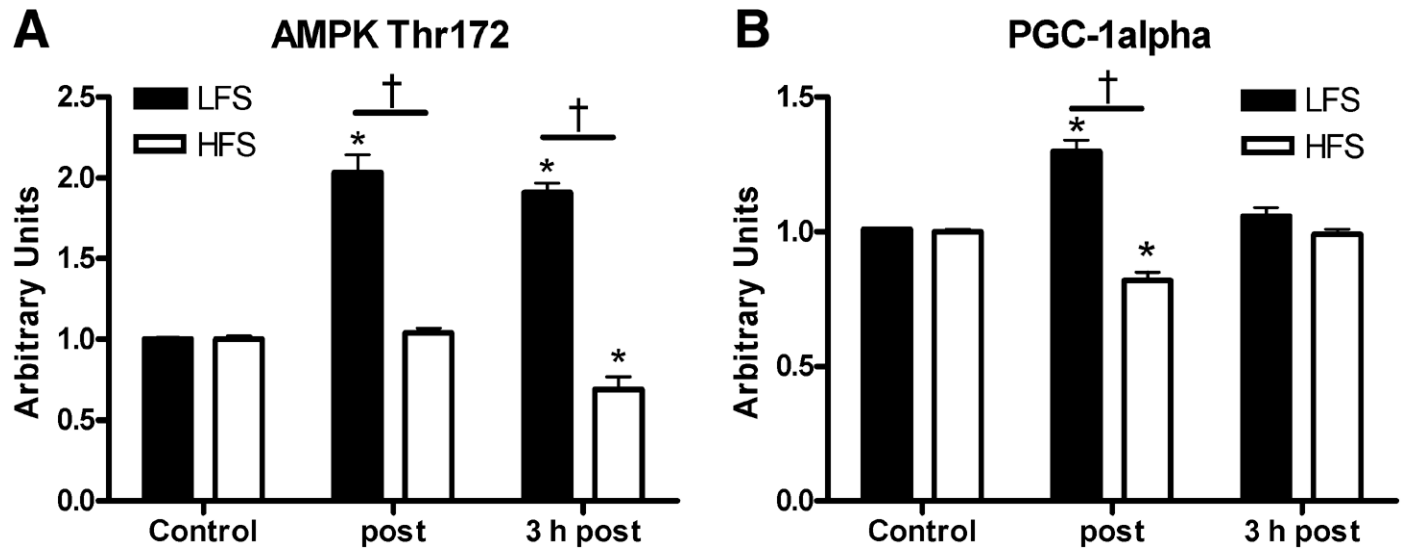 A
AMPK Thr172
LFS
HFS
†
†
*
*
*
2.5
2.0
1.5
1.0
0.5
0.0
Arbitrary Units
Control
post
3 h post
B
PGC-1alpha
LFS
HFS
†
*
*
1.5
1.0
0.5
0.0
Arbitrary Units
Control
post
3 h post